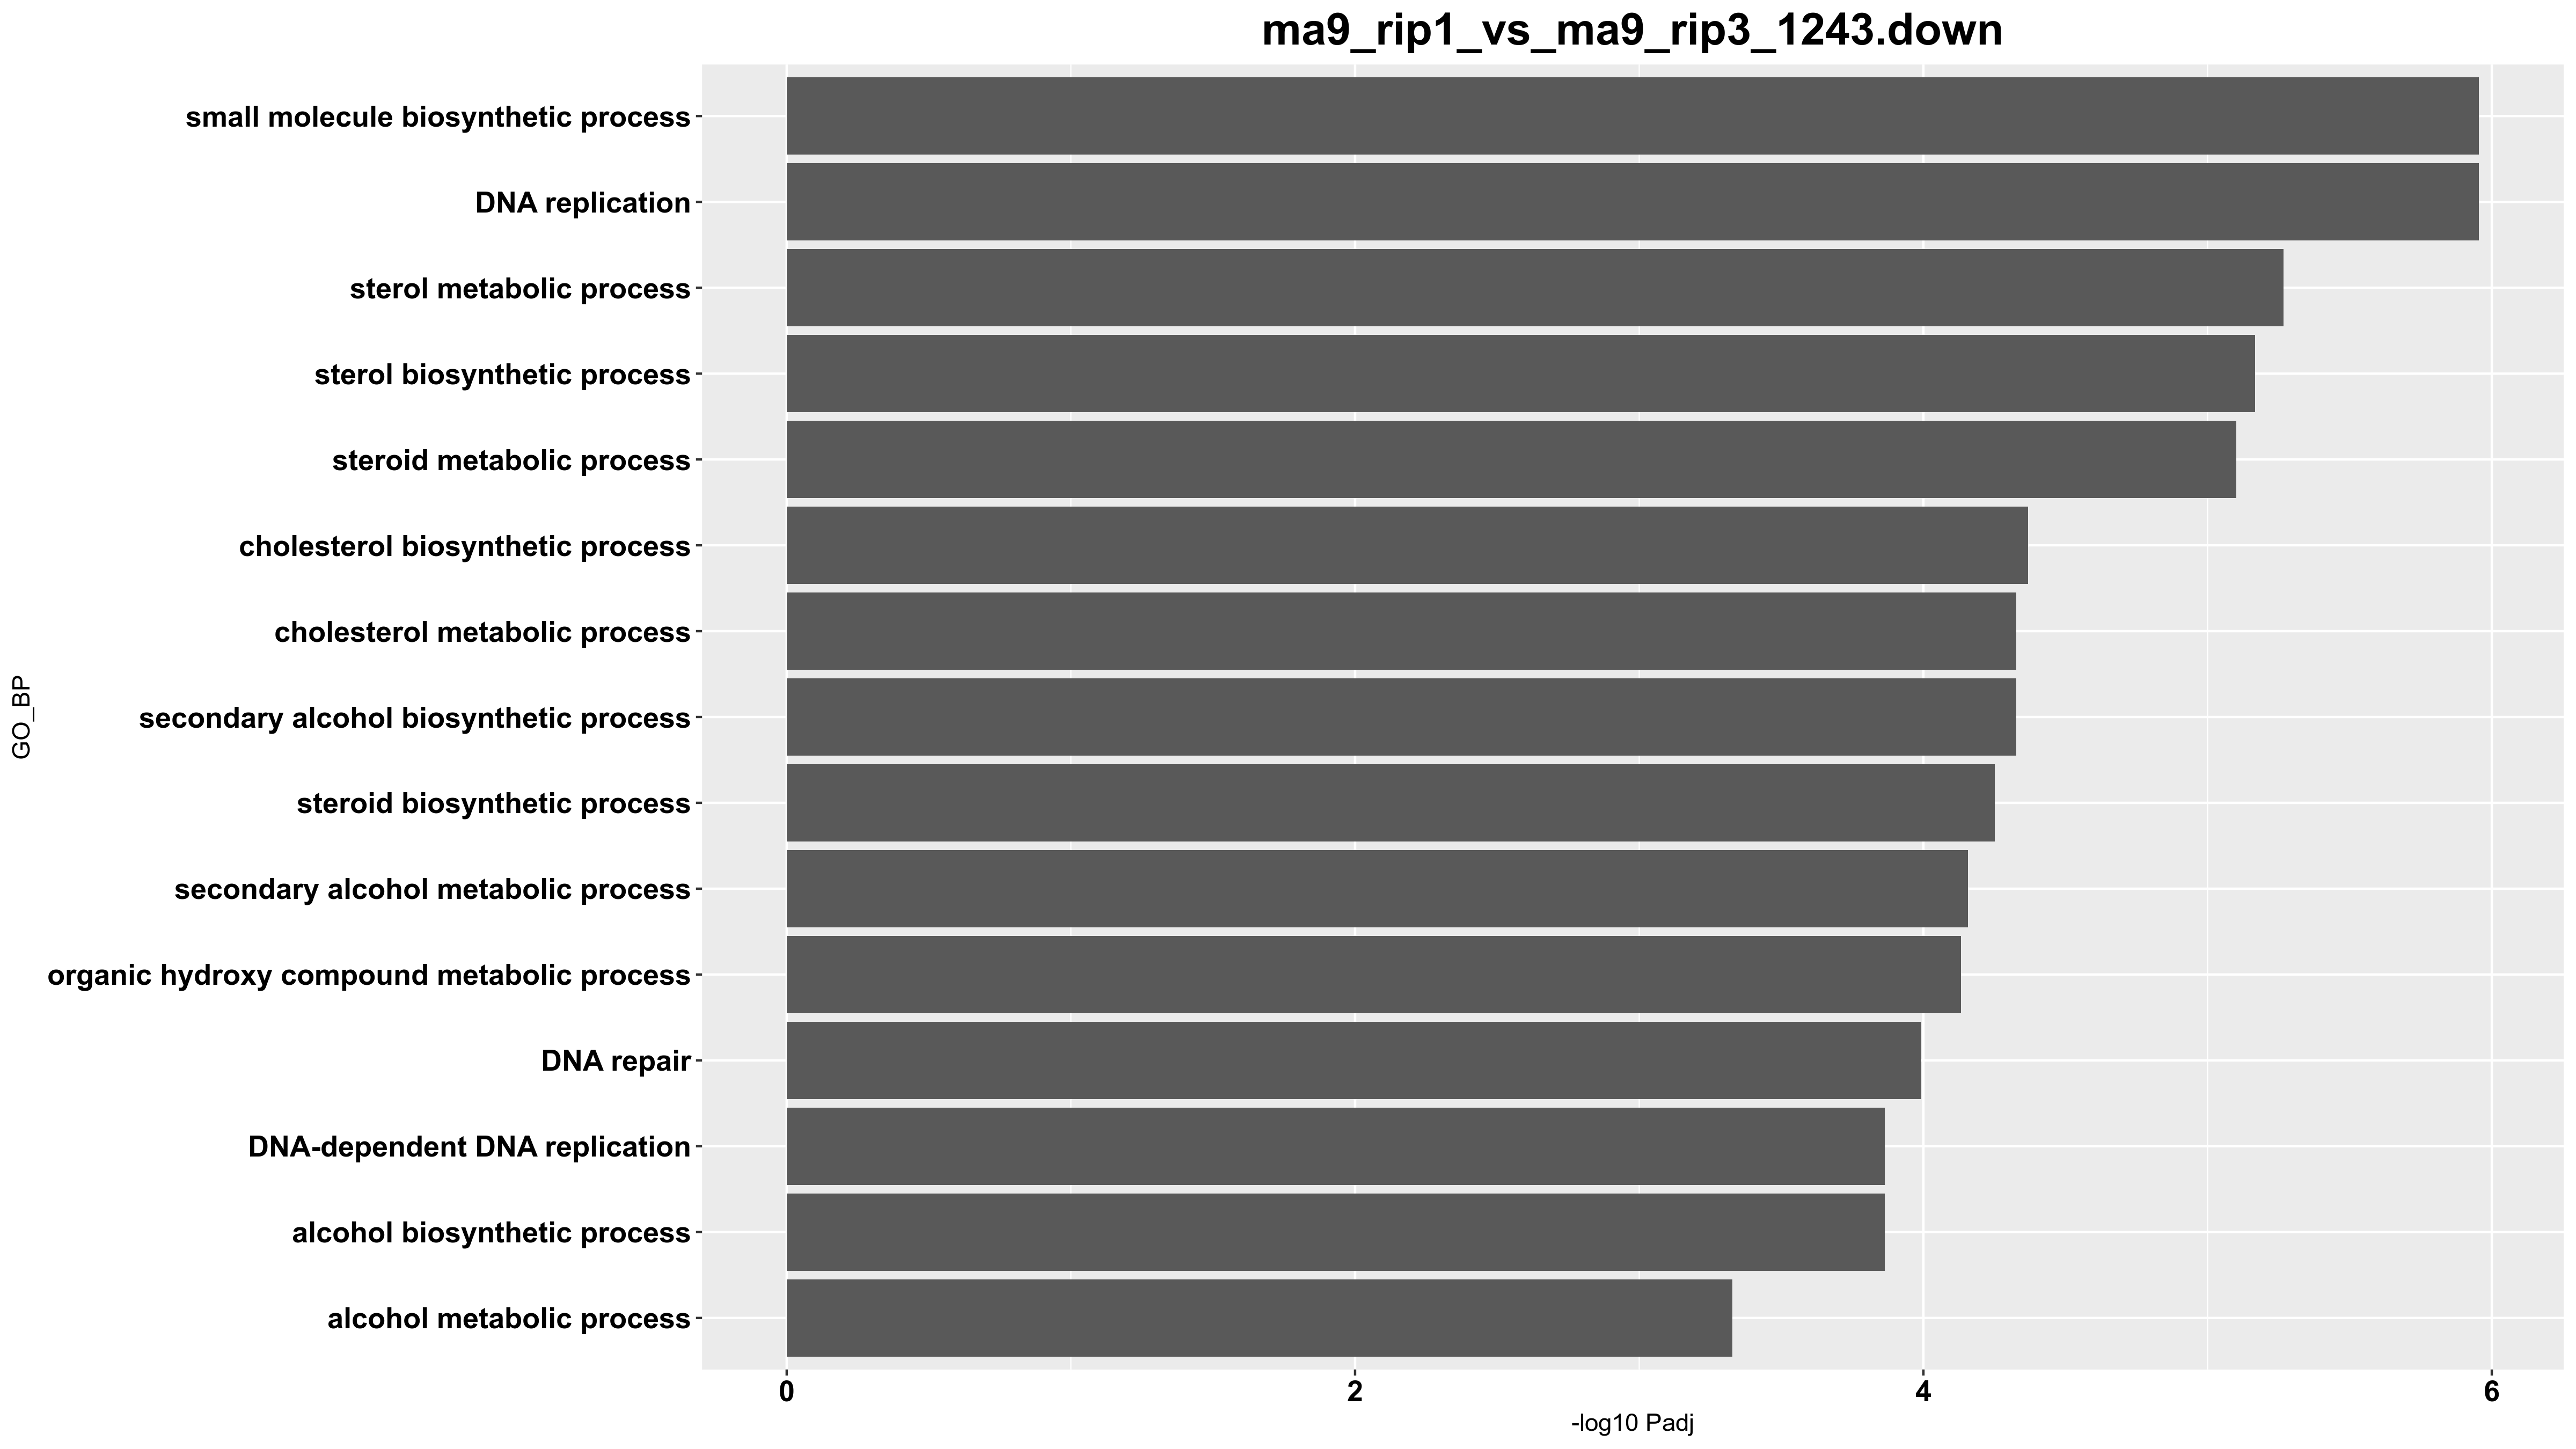 ma9_rip1_vs_ma9_rip3_1243.down
small molecule biosynthetic process
DNA replication
sterol metabolic process
sterol biosynthetic process
steroid metabolic process
cholesterol biosynthetic process
cholesterol metabolic process
secondary alcohol biosynthetic process
steroid biosynthetic process
secondary alcohol metabolic process
organic hydroxy compound metabolic process
DNA repair
DNA-dependent DNA replication
alcohol biosynthetic process
alcohol metabolic process
GO_BP
0 2 4 6
-log10 Padj